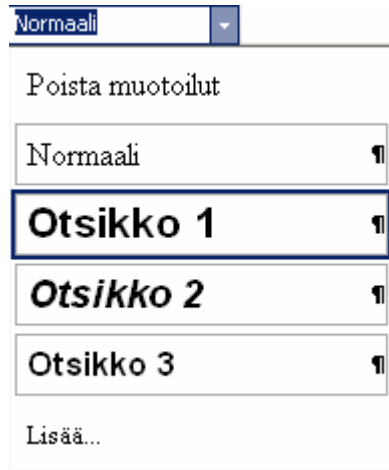 Normaali
Poista muotoilut
Normaali ¶
Otsikko 1 ¶
Otsikko 2 ¶
Otsikko 3 ¶
Lisää...